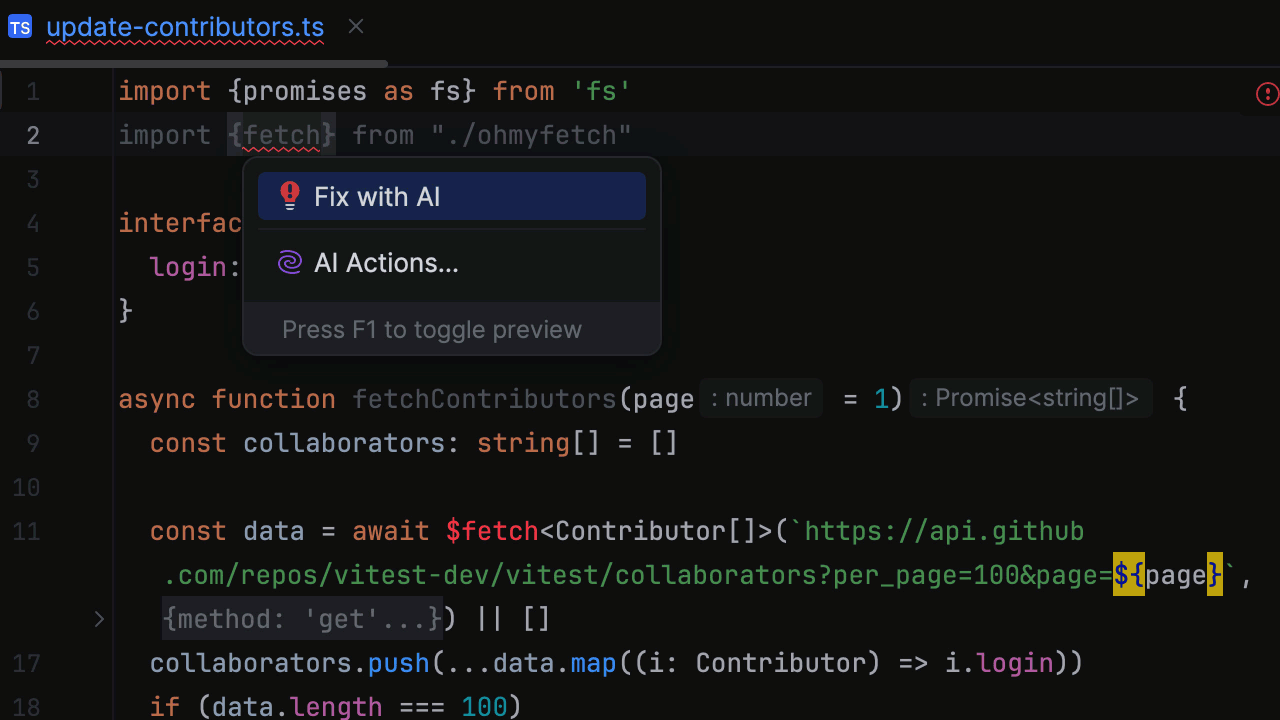 TS update-contributors.ts
1 import {promises as fs} from 'fs'
2 import {fetch} from "./ohmyfetch"
3
Fix with AI
4 interfac
AI Actions...
5 login:
6 }
Press F1 to toggle preview
7
8 async function fetchContributors(page : number = 1) : Promise<string[]> {
9 const collaborators: string[] = []
10
11 const data = await $fetch<Contributor[]>(`https://api.github
.com/repos/vitest-dev/vitest/collaborators?per_page=100&page=${page}`,
{method: 'get'...}) || []
17 collaborators.push(...data.map((i: Contributor) => i.login))
18 if (data.length === 100)